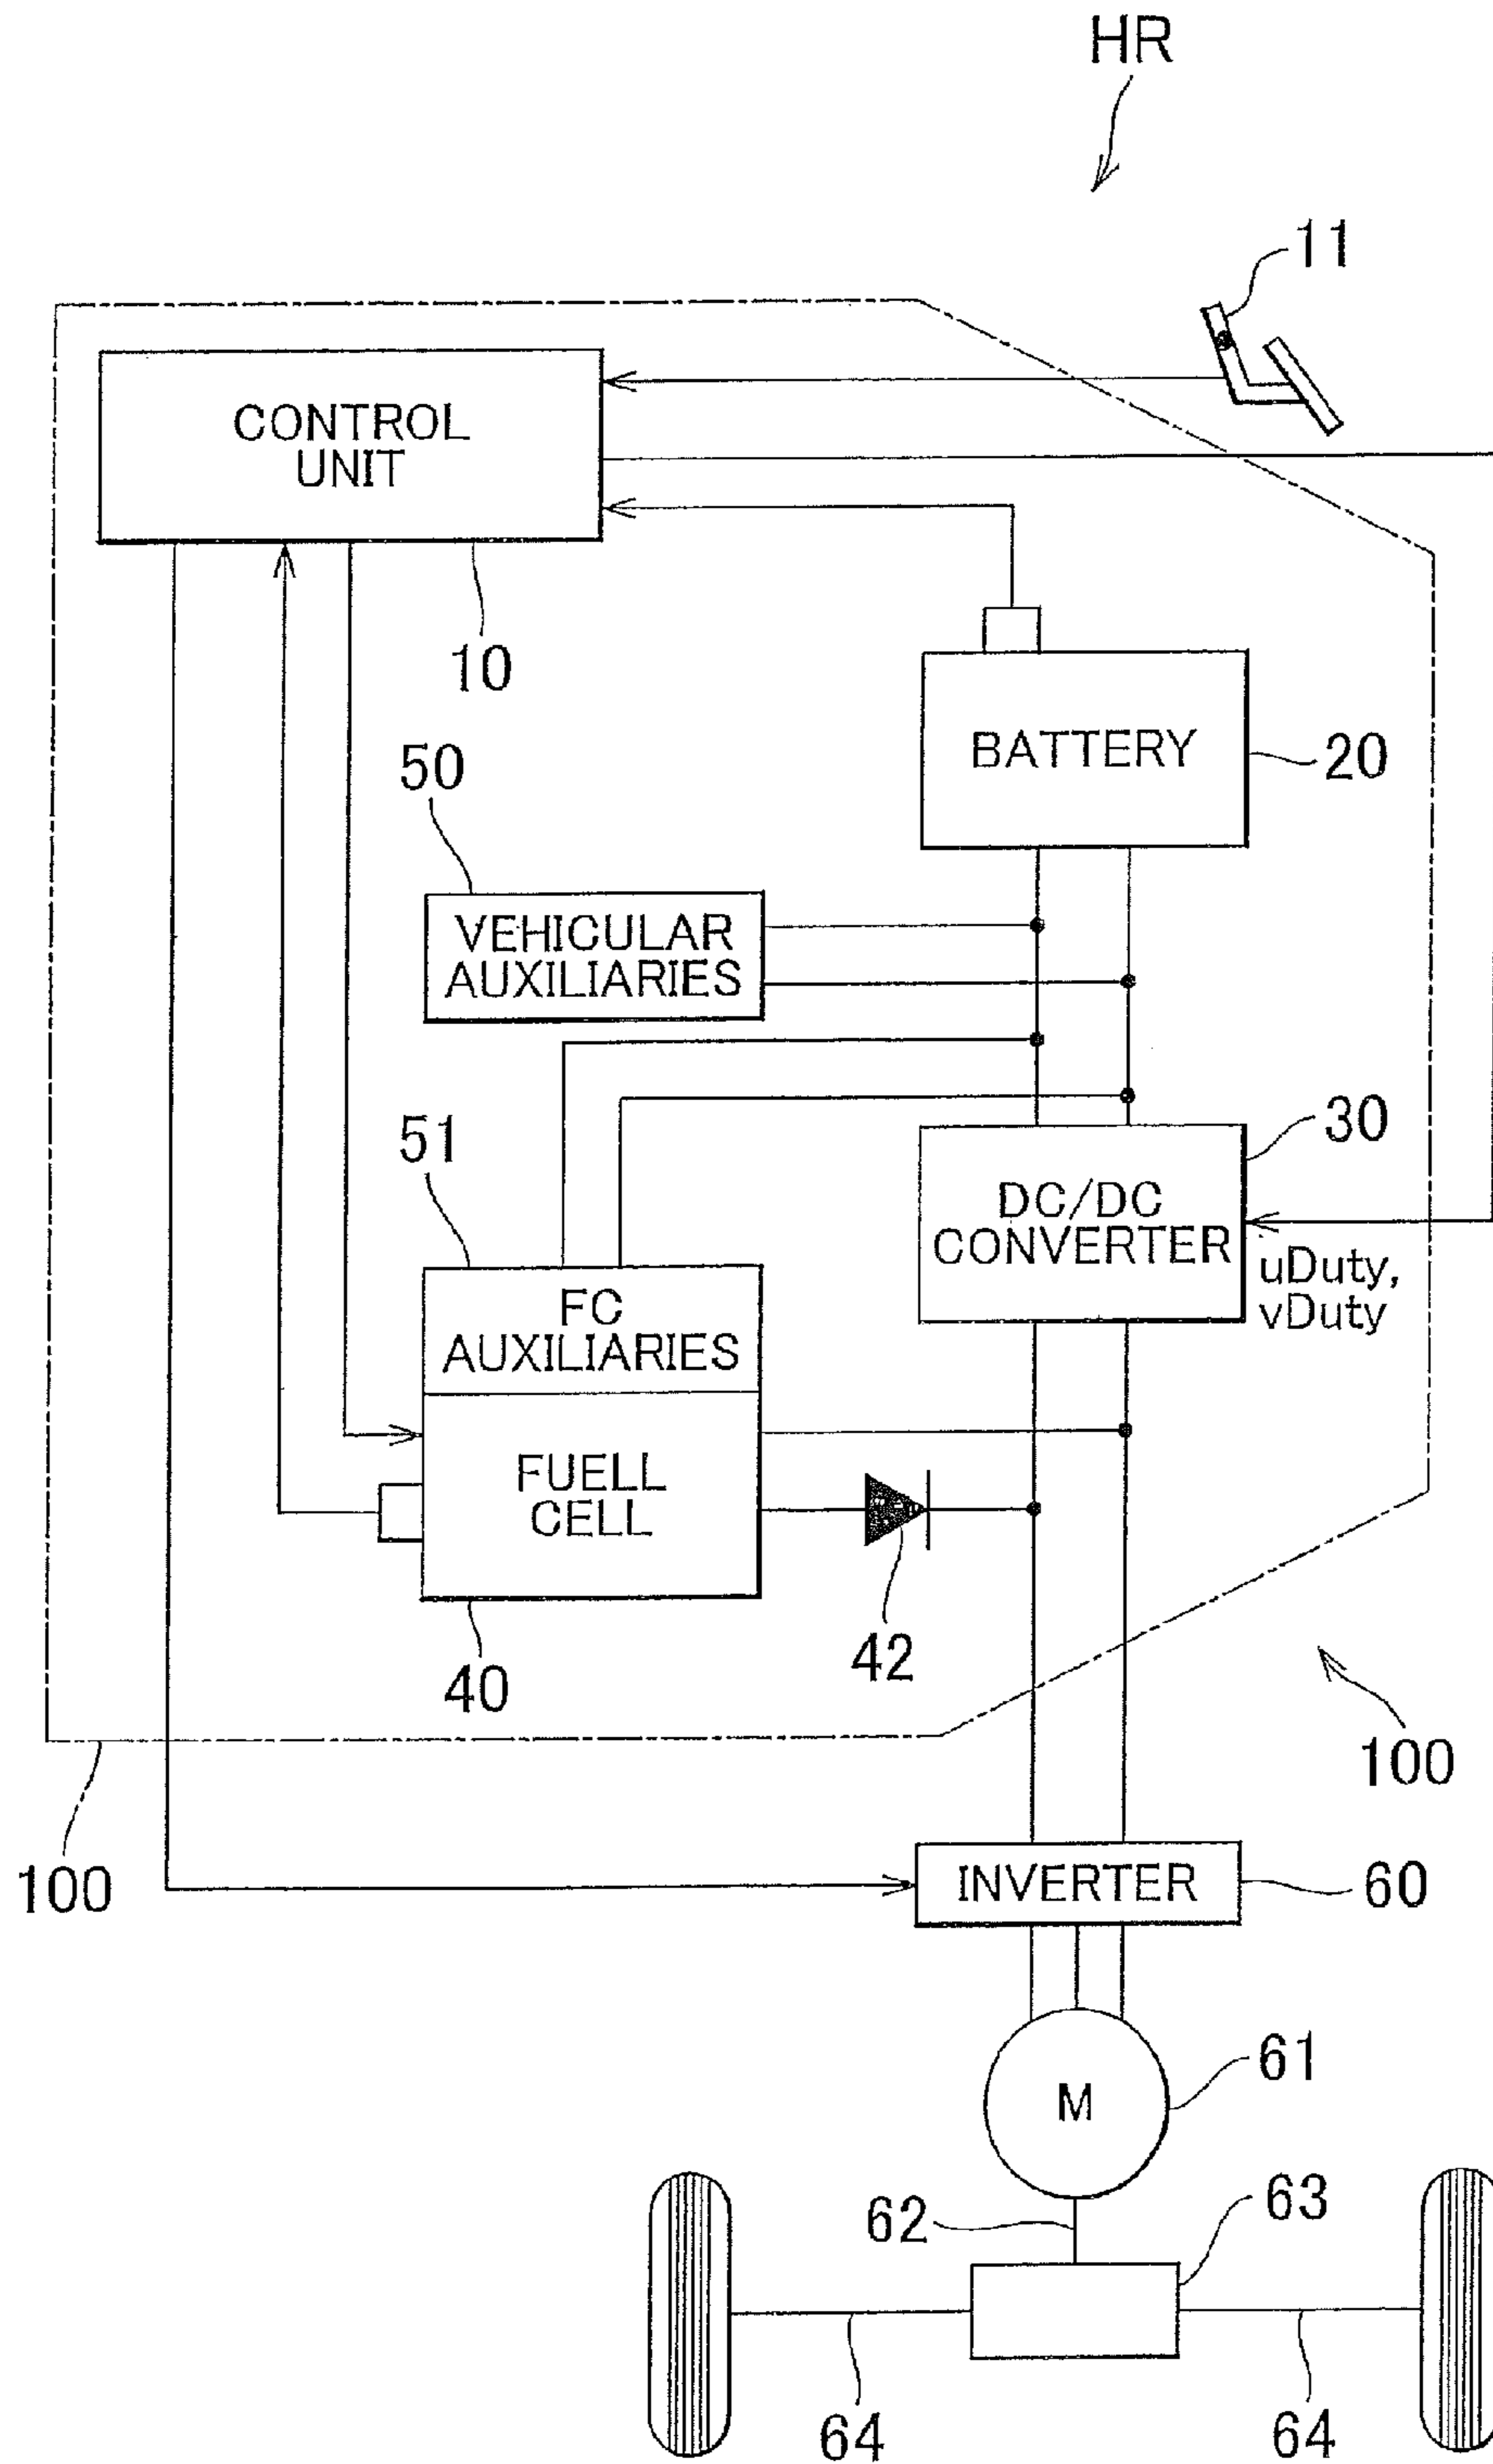 HR
11
CONTROL
UNIT
10
BATTERY
20
50
VEHICULAR
AUXILIARIES
51
30
DC/DC
CONVERTER
uDuty,
vDuty
FC
AUXILIARIES
FUELL
CELL
42
40
100
100
INVERTER
60
M
61
62
63
64
64